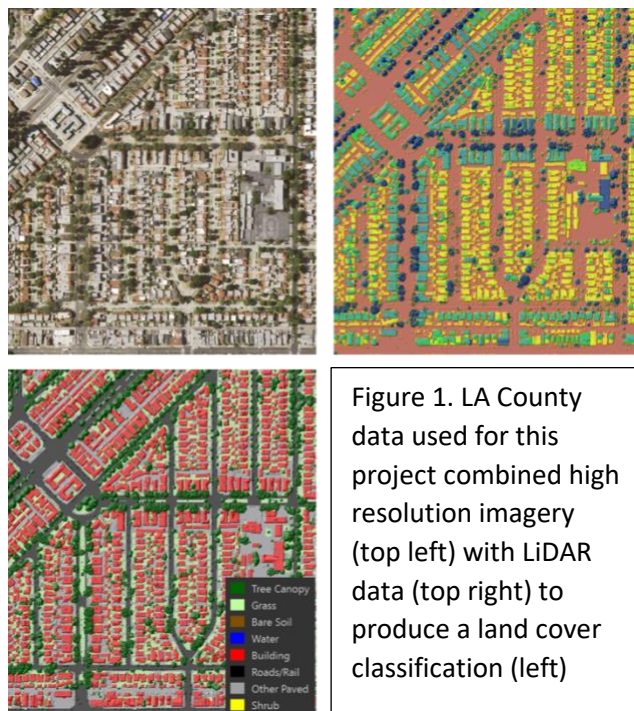 Figure 1. LA County
data used for this
project combined high
resolution imagery
(top left) with LiDAR
data (top right) to
produce a land cover
classification (left)
Tree Canopy
Grass
Bare Soil
Water
Building
Roads/Rail
Other Paved
Shrub